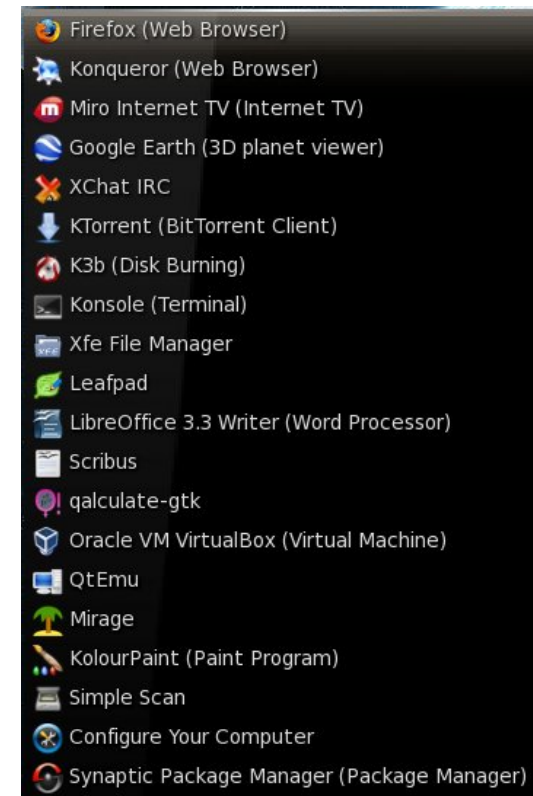 Firefox (Web Browser)
Konqueror (Web Browser)
Miro Internet TV (Internet TV)
Google Earth (3D planet viewer)
XChat IRC
KTorrent (BitTorrent Client)
K3b (Disk Burning)
Konsole (Terminal)
Xfe File Manager
Leafpad
LibreOffice 3.3 Writer (Word Processor)
Scribus
qalculate-gtk
Oracle VM VirtualBox (Virtual Machine)
QtEmu
Mirage
KolourPaint (Paint Program)
Simple Scan
Configure Your Computer
Synaptic Package Manager (Package Manager)